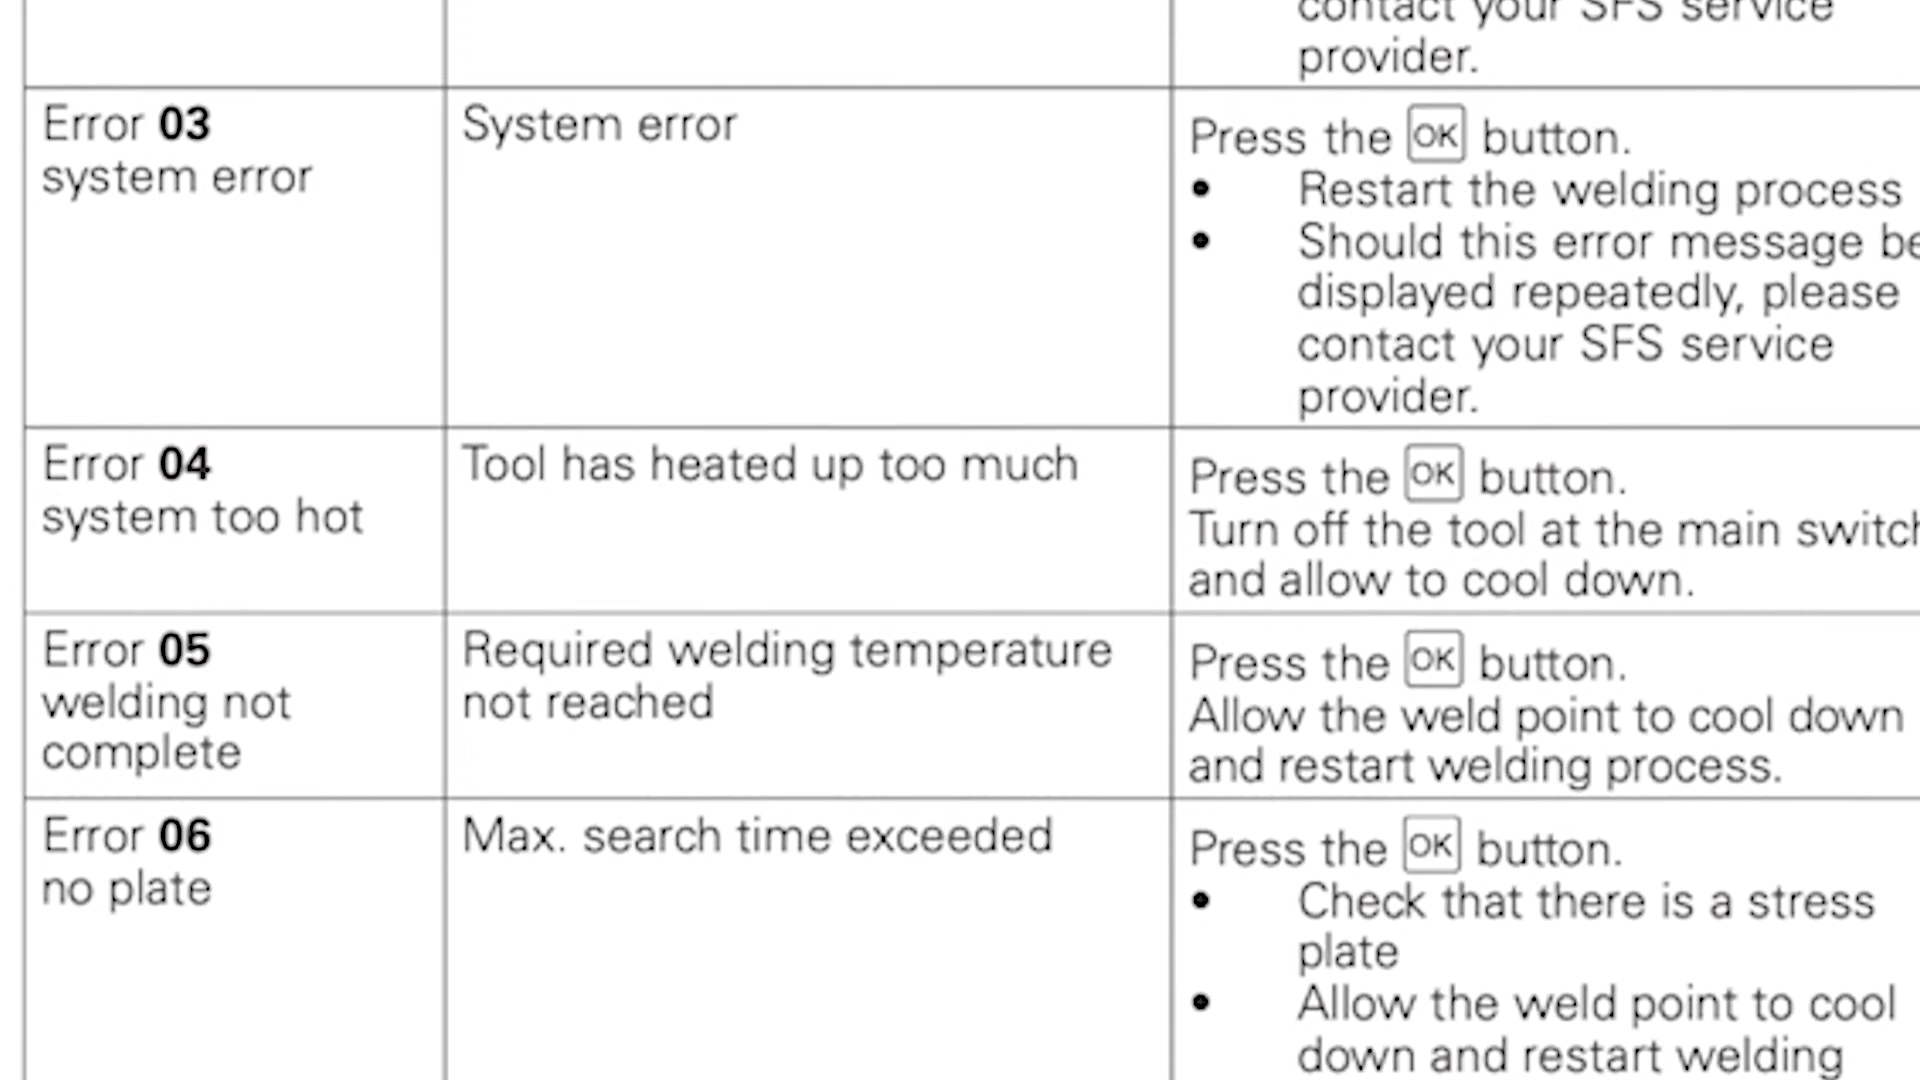 contact your SFS service
provider.
Error 03
system error
System error
Press the OK button.
• Restart the welding process
• Should this error message be
displayed repeatedly, please
contact your SFS service
provider.
Error 04
system too hot
Tool has heated up too much
Press the OK button.
Turn off the tool at the main switch
and allow to cool down.
Error 05
welding not
complete
Required welding temperature
not reached
Press the OK button.
Allow the weld point to cool down
and restart welding process.
Error 06
no plate
Max. search time exceeded
Press the OK button.
• Check that there is a stress
plate
• Allow the weld point to cool
down and restart welding